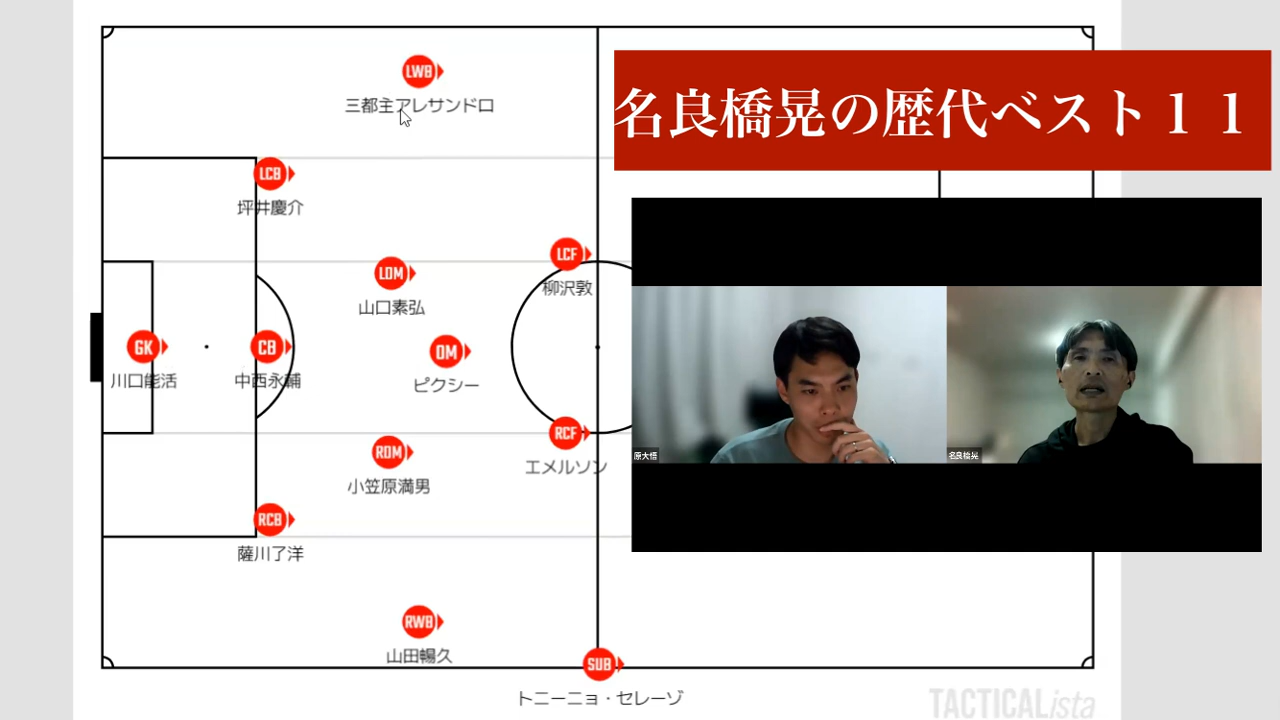 名良橋晃の歴代ベスト１１
LWB
三都主アレサンドロ
LCB
坪井慶介
LCF
柳沢敦
LDM
山口素弘
GK
川口能活
CB
中西永輔
OM
ピクシー
RCF
エメルソン
RDM
小笠原満男
RCB
薩川了洋
RWB
山田暢久
SUB
トニーニョ・セレーゾ
原大悟
名良橋晃
TACTICALista